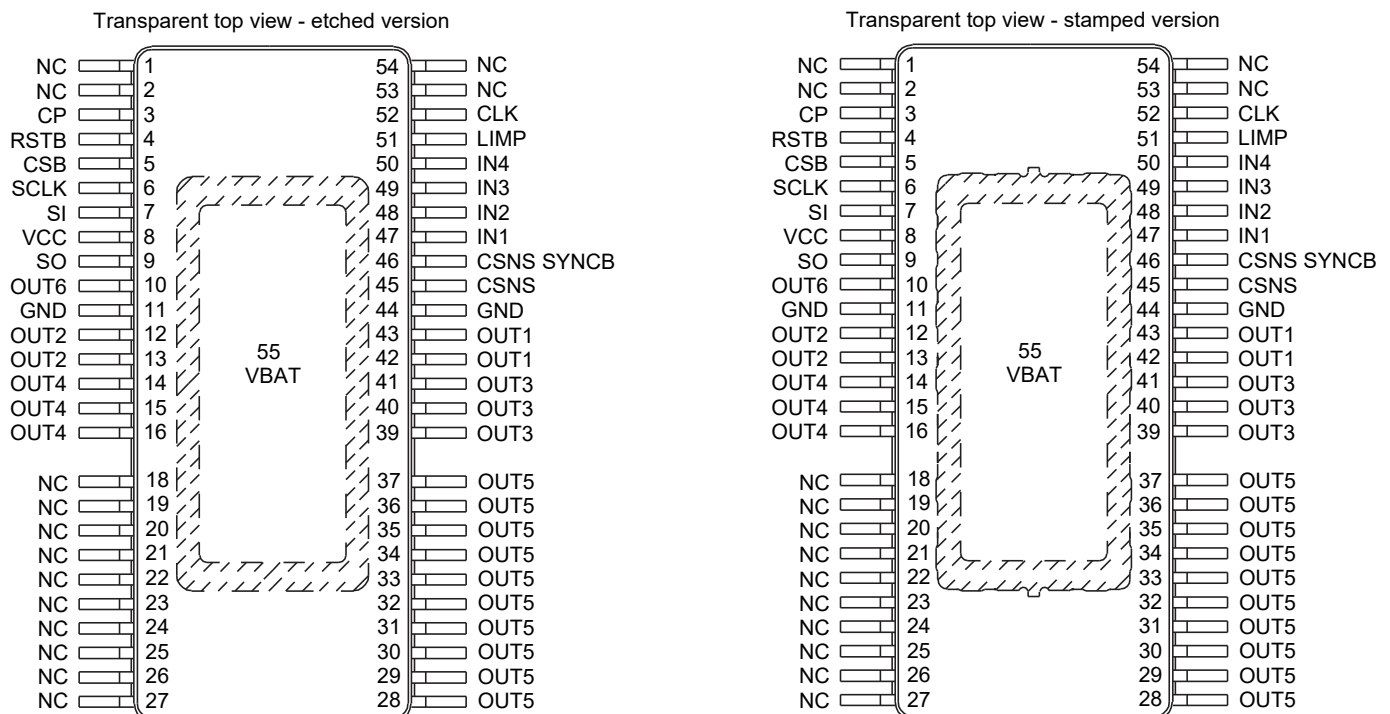 Transparent top view - etched version
NC 1 54 NC
NC 2 53 NC
CP 3 52 CLK
RSTB 4 51 LIMP
CSB 5 50 IN4
SCLK 6 49 IN3
SI 7 48 IN2
VCC 8 47 IN1
SO 9 46 CSNS SYNCB
OUT6 10 45 CSNS
GND 11 44 GND
OUT2 12 43 OUT1
OUT2 13 42 OUT1
OUT4 14 41 OUT3
OUT4 15 40 OUT3
OUT4 16 39 OUT3
NC 18 37 OUT5
NC 19 36 OUT5
NC 20 35 OUT5
NC 21 34 OUT5
NC 22 33 OUT5
NC 23 32 OUT5
NC 24 31 OUT5
NC 25 30 OUT5
NC 26 29 OUT5
NC 27 28 OUT5
55
VBAT
Transparent top view - stamped version
NC 1 54 NC
NC 2 53 NC
CP 3 52 CLK
RSTB 4 51 LIMP
CSB 5 50 IN4
SCLK 6 49 IN3
SI 7 48 IN2
VCC 8 47 IN1
SO 9 46 CSNS SYNCB
OUT6 10 45 CSNS
GND 11 44 GND
OUT2 12 43 OUT1
OUT2 13 42 OUT1
OUT4 14 41 OUT3
OUT4 15 40 OUT3
OUT4 16 39 OUT3
NC 18 37 OUT5
NC 19 36 OUT5
NC 20 35 OUT5
NC 21 34 OUT5
NC 22 33 OUT5
NC 23 32 OUT5
NC 24 31 OUT5
NC 25 30 OUT5
NC 26 29 OUT5
NC 27 28 OUT5
55
VBAT